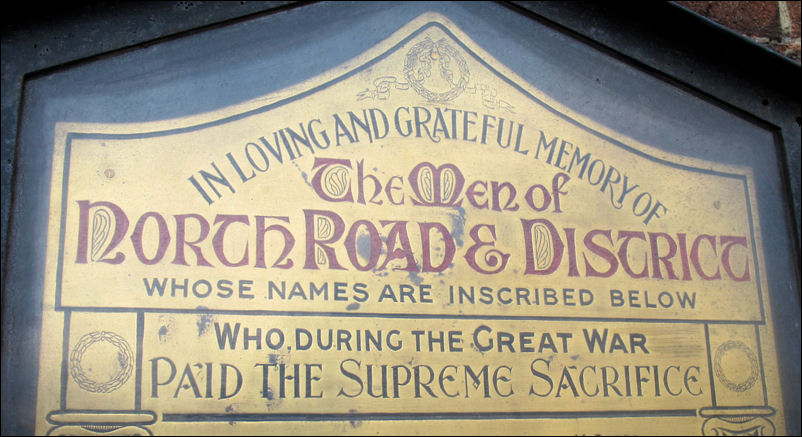 IN LOVING AND GRATEFUL MEMORY OF
The Men of
NORTH ROAD & DISTRICT
WHOSE NAMES ARE INSCRIBED BELOW
WHO, DURING THE GREAT WAR
PAID THE SUPREME SACRIFICE